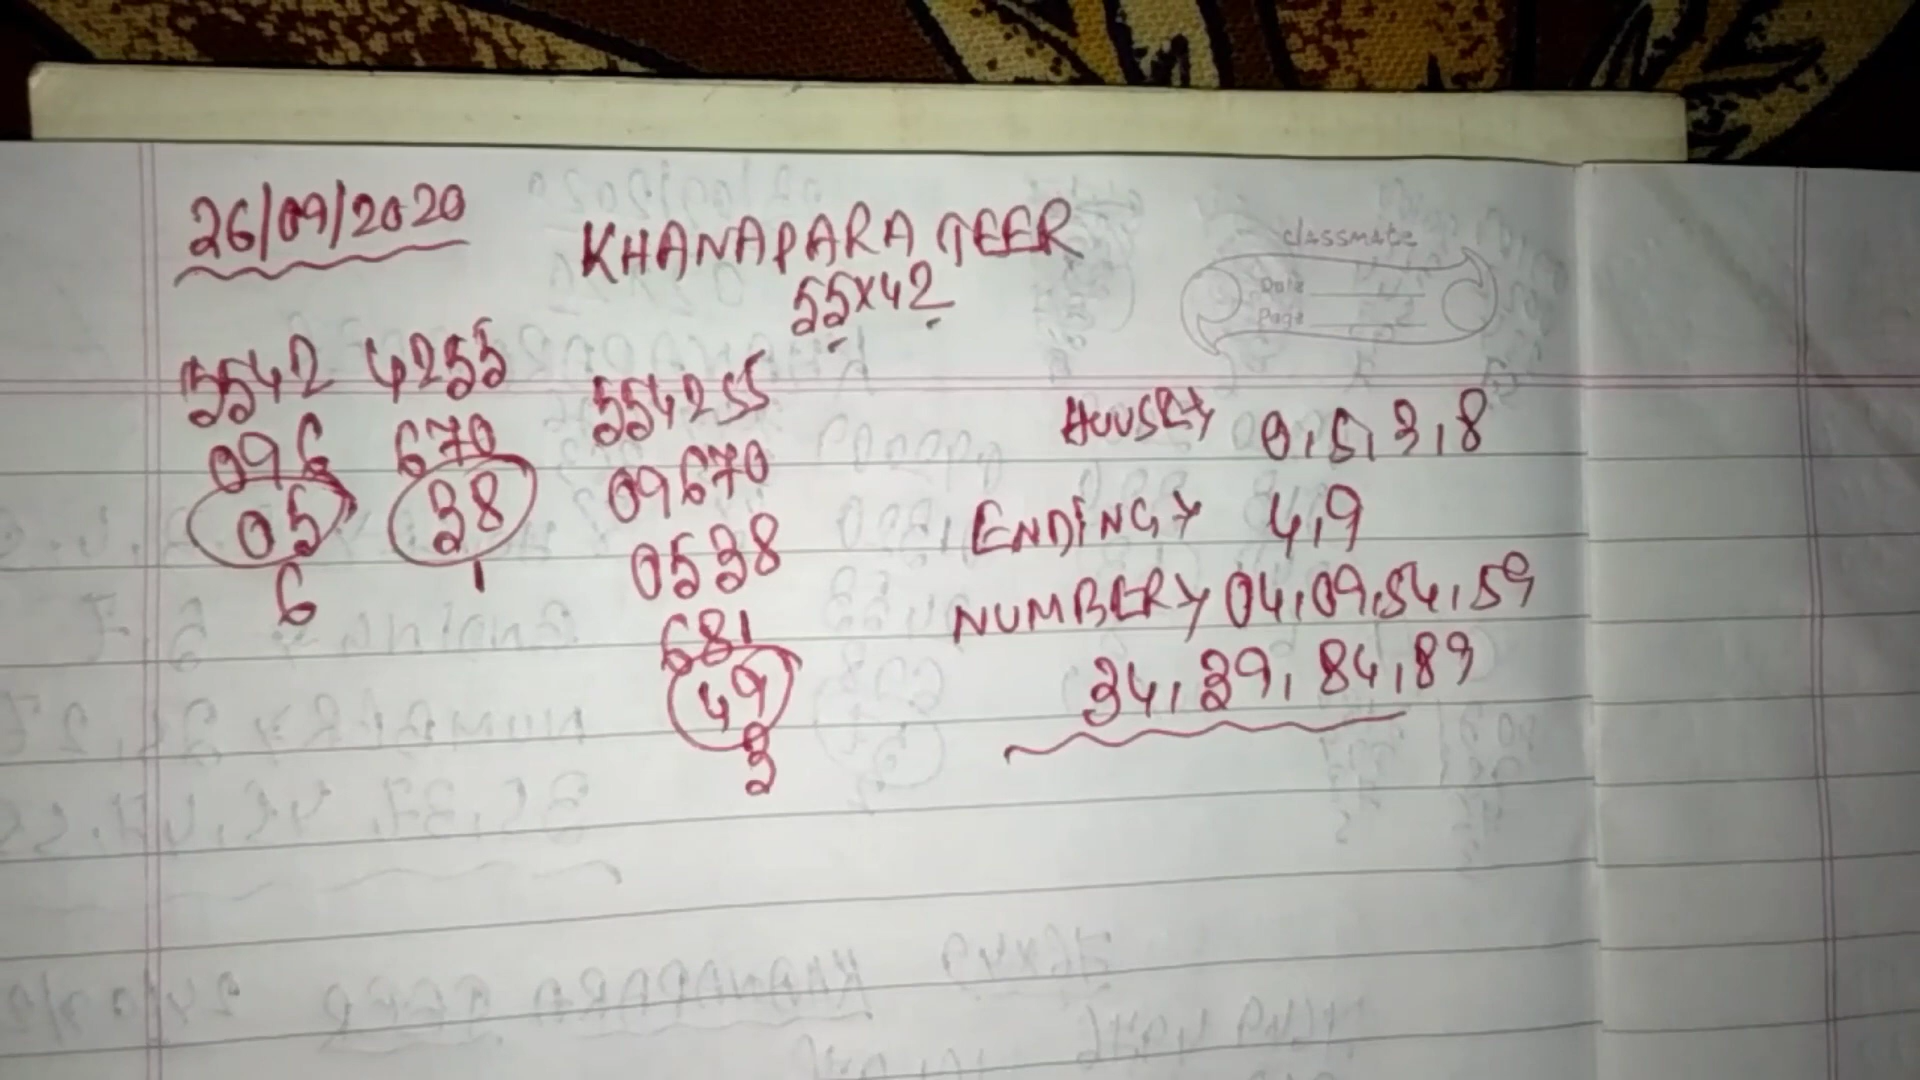 26/09/2020
KHANAPARA TEER
55x42
classmate
Date
Page
5542 4255 554255
096 670 09670
05 38 0538
6 1 681
49
3
HOUSE> 0,5,3,8
ENDING> 4,9
NUMBER> 04,09,54,59
34,39,84,89